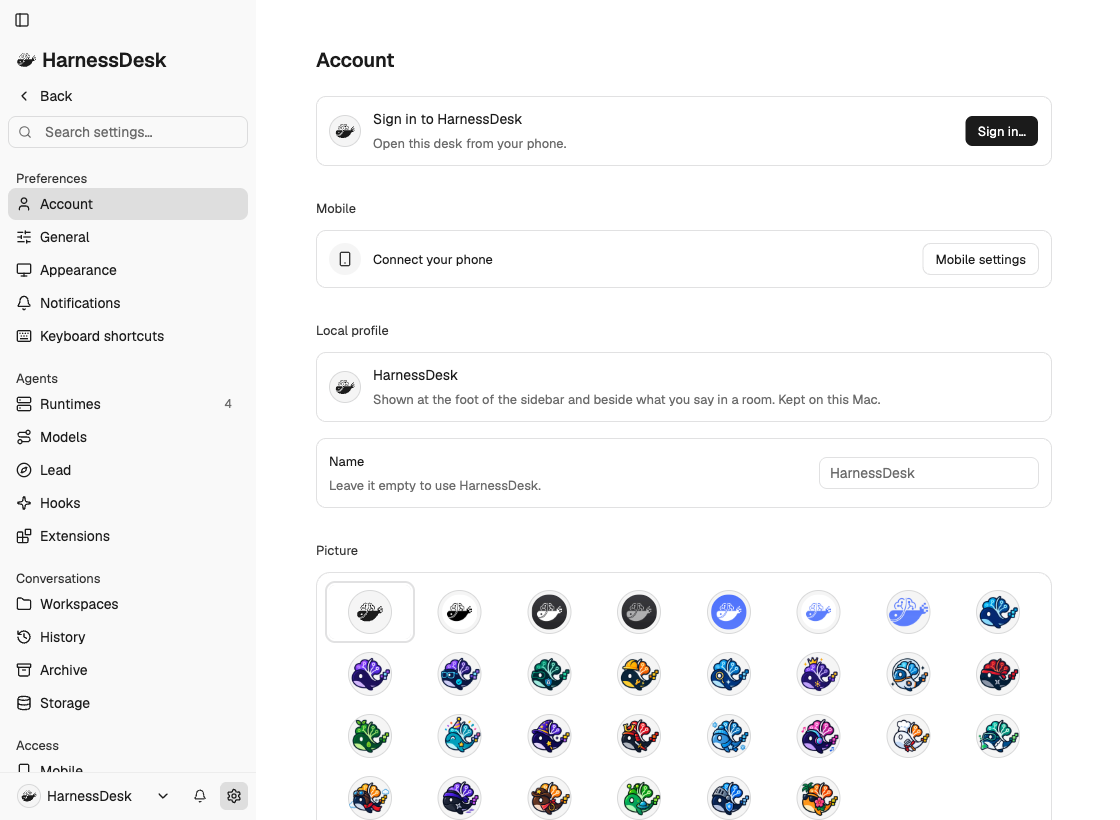 HarnessDesk
Back
Search settings...
Preferences
Account
General
Appearance
Notifications
Keyboard shortcuts
Agents
Runtimes 4
Models
Lead
Hooks
Extensions
Conversations
Workspaces
History
Archive
Storage
Access
Mobile
HarnessDesk
Account
Sign in to HarnessDesk
Open this desk from your phone.
Sign in...
Mobile
Connect your phone
Mobile settings
Local profile
HarnessDesk
Shown at the foot of the sidebar and beside what you say in a room. Kept on this Mac.
Name
Leave it empty to use HarnessDesk.
HarnessDesk
Picture